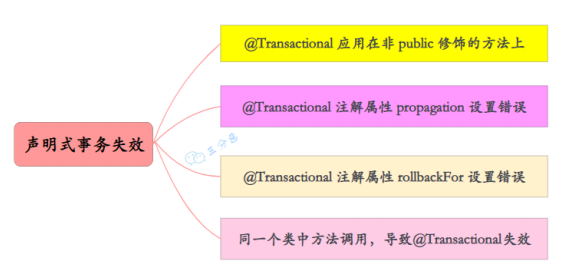 @Transactional 应用在非 public 修饰的方法上
@Transactional 注解属性 propagation 设置错误
声明式事务失效
三分恶
@Transactional 注解属性 rollbackFor 设置错误
同一个类中方法调用，导致@Transactional失效